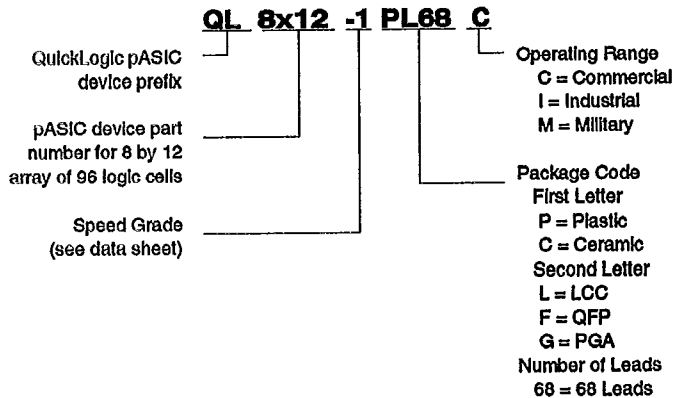 QL 8x12 -1 PL68 C
QuickLogic pASIC
device prefix
pASIC device part
number for 8 by 12
array of 96 logic cells
Speed Grade
(see data sheet)
Operating Range
C = Commercial
I = Industrial
M = Military
Package Code
First Letter
P = Plastic
C = Ceramic
Second Letter
L = LCC
F = QFP
G = PGA
Number of Leads
68 = 68 Leads